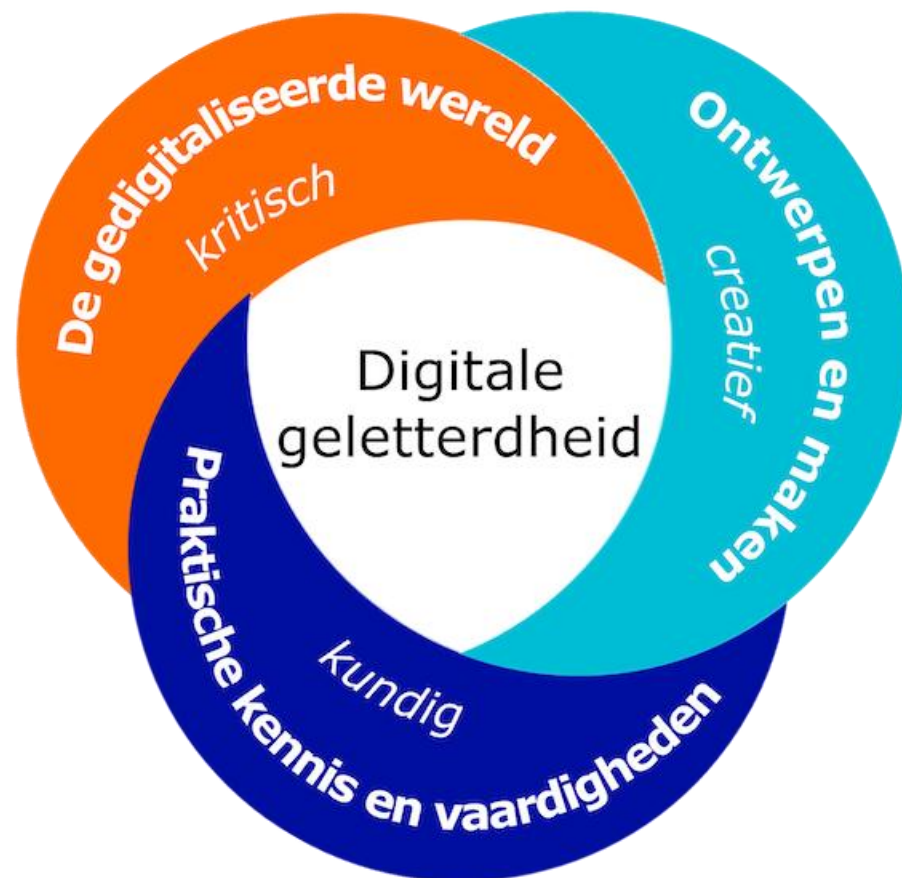 De gedigitaliseerde wereld
kritisch
Ontwerpen en maken
creatief
Digitale
geletterdheid
Praktische kennis en vaardigheden
kundig